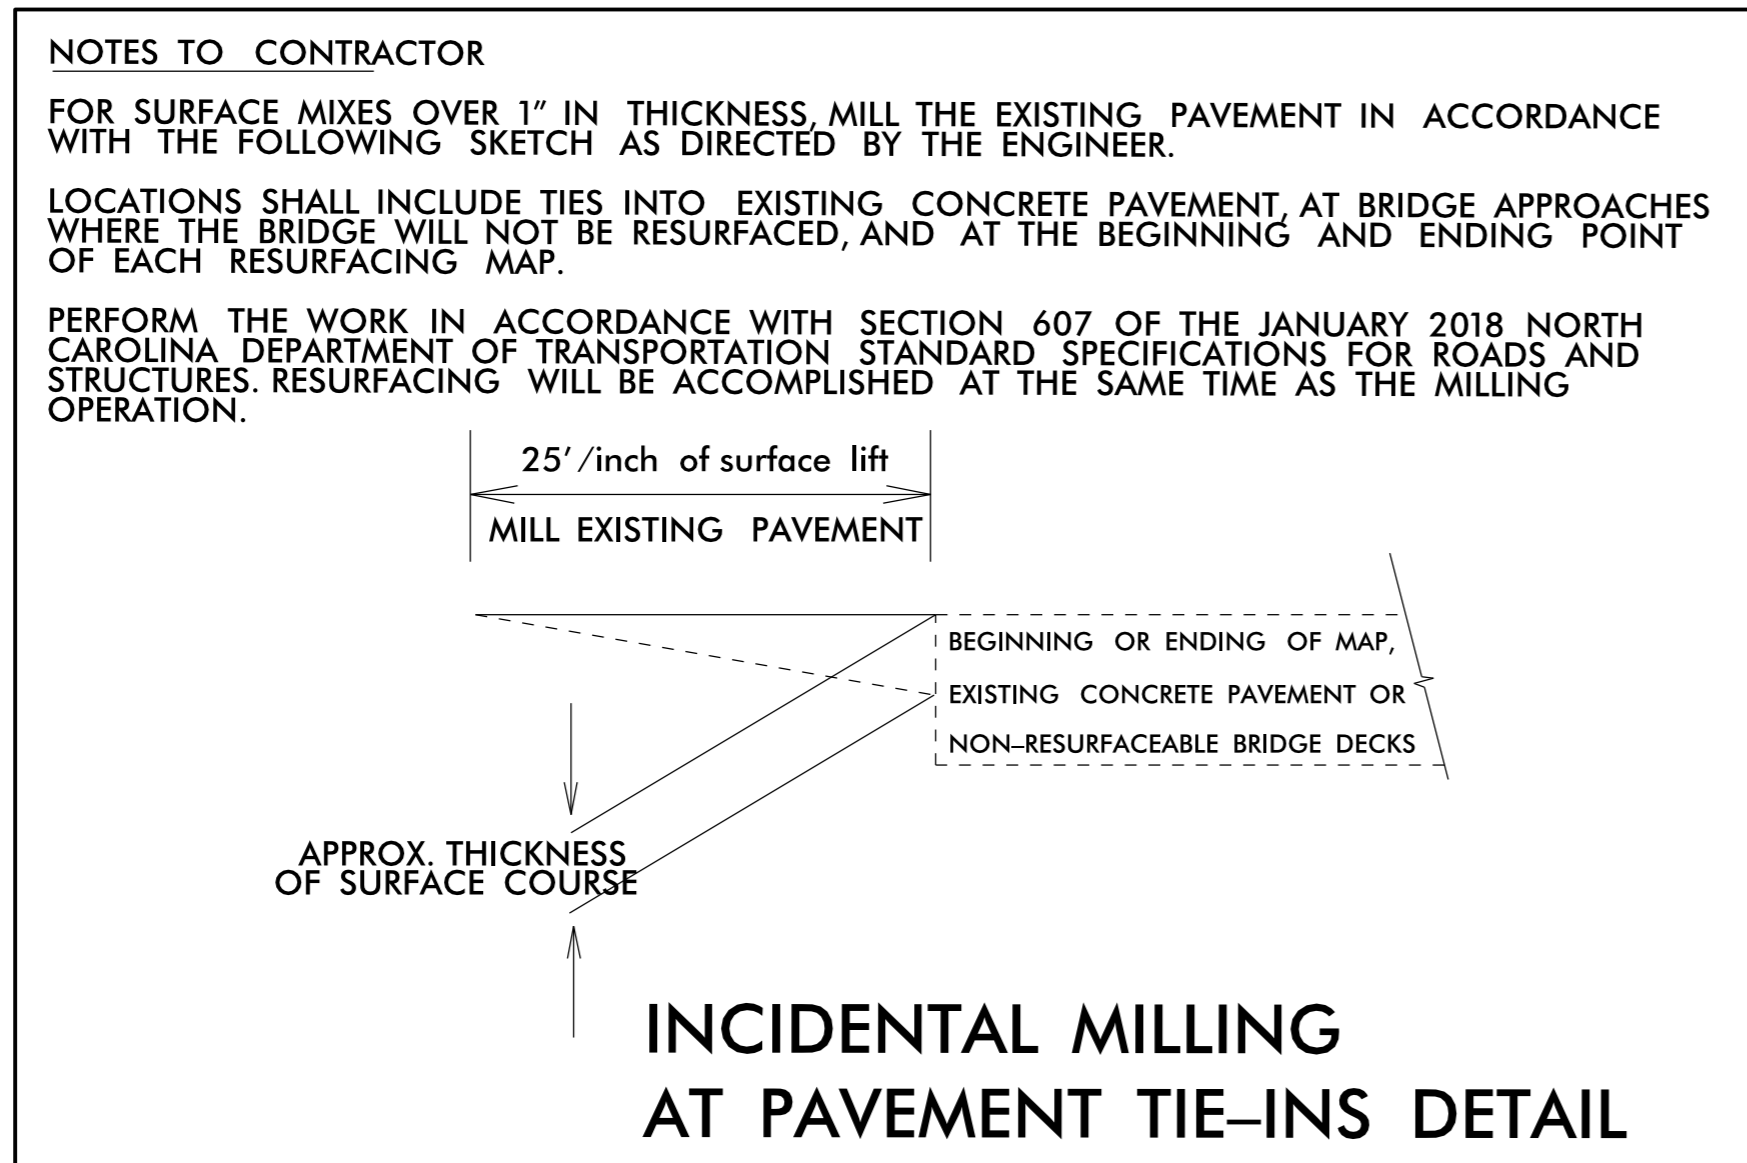 NOTES TO CONTRACTOR
FOR SURFACE MIXES OVER 1" IN THICKNESS, MILL THE EXISTING PAVEMENT IN ACCORDANCE
WITH THE FOLLOWING SKETCH AS DIRECTED BY THE ENGINEER.
LOCATIONS SHALL INCLUDE TIES INTO EXISTING CONCRETE PAVEMENT, AT BRIDGE APPROACHES
WHERE THE BRIDGE WILL NOT BE RESURFACED, AND AT THE BEGINNING AND ENDING POINT
OF EACH RESURFACING MAP.
PERFORM THE WORK IN ACCORDANCE WITH SECTION 607 OF THE JANUARY 2018 NORTH
CAROLINA DEPARTMENT OF TRANSPORTATION STANDARD SPECIFICATIONS FOR ROADS AND
STRUCTURES. RESURFACING WILL BE ACCOMPLISHED AT THE SAME TIME AS THE MILLING
OPERATION.
25'/inch of surface lift
MILL EXISTING PAVEMENT
BEGINNING OR ENDING OF MAP,
EXISTING CONCRETE PAVEMENT OR
NON–RESURFACEABLE BRIDGE DECKS
APPROX. THICKNESS
OF SURFACE COURSE
INCIDENTAL MILLING
AT PAVEMENT TIE–INS DETAIL